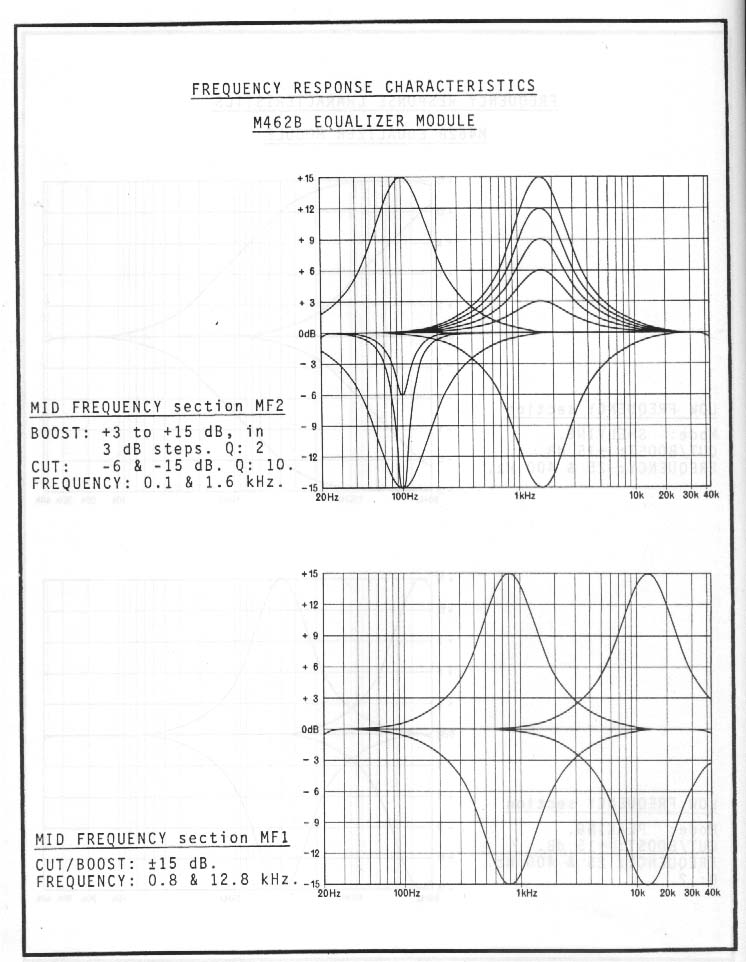 FREQUENCY RESPONSE CHARACTERISTICS
M462B EQUALIZER MODULE
+15
+12
+ 9
+ 6
+ 3
0dB
- 3
- 6
- 9
-12
-15
20Hz 100Hz 1kHz 10k 20k 30k 40k
MID FREQUENCY section MF2
BOOST: +3 to +15 dB, in
3 dB steps. Q: 2
CUT: -6 & -15 dB. Q: 10.
FREQUENCY: 0.1 & 1.6 kHz.
+15
+12
+ 9
+ 6
+ 3
0dB
- 3
- 6
- 9
-12
-15
20Hz 100Hz 1kHz 10k 20k 30k 40k
MID FREQUENCY section MF1
CUT/BOOST: ±15 dB.
FREQUENCY: 0.8 & 12.8 kHz.